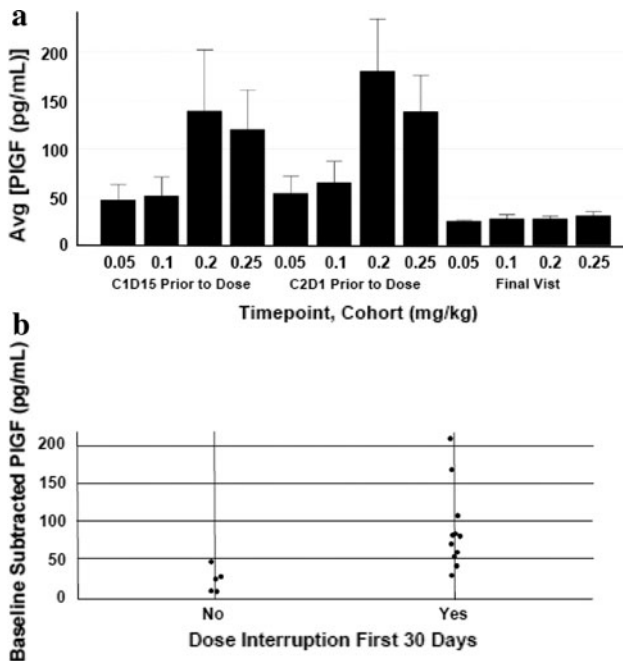 a
Avg [PIGF (pg/mL)]
200
150
100
50
0
0.05 0.1 0.2 0.25 0.05 0.1 0.2 0.25 0.05 0.1 0.2 0.25
C1D15 Prior to Dose C2D1 Prior to Dose Final Vist
Timepoint, Cohort (mg/kg)
b
Baseline Subtracted PIGF (pg/mL)
200
150
100
50
0
No Yes
Dose Interruption First 30 Days